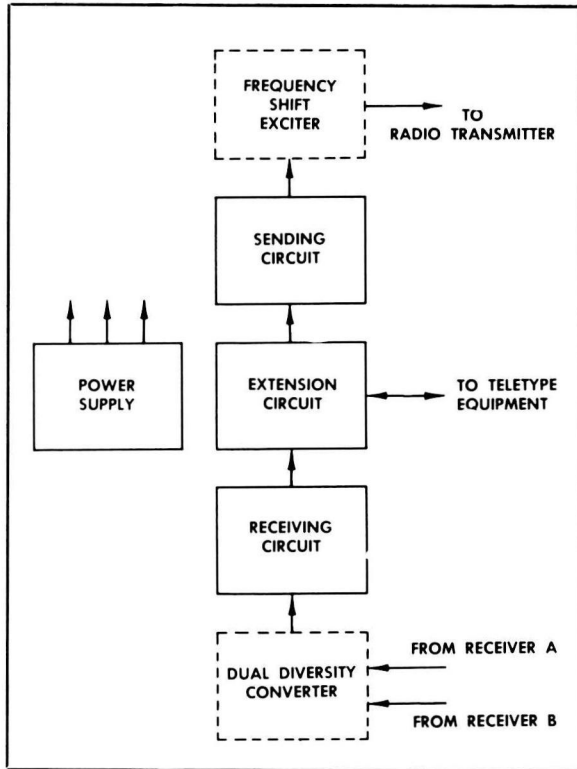 FREQUENCY
SHIFT
EXCITER
TO
RADIO TRANSMITTER
SENDING
CIRCUIT
POWER
SUPPLY
EXTENSION
CIRCUIT
TO TELETYPE
EQUIPMENT
RECEIVING
CIRCUIT
DUAL DIVERSITY
CONVERTER
FROM RECEIVER A
FROM RECEIVER B